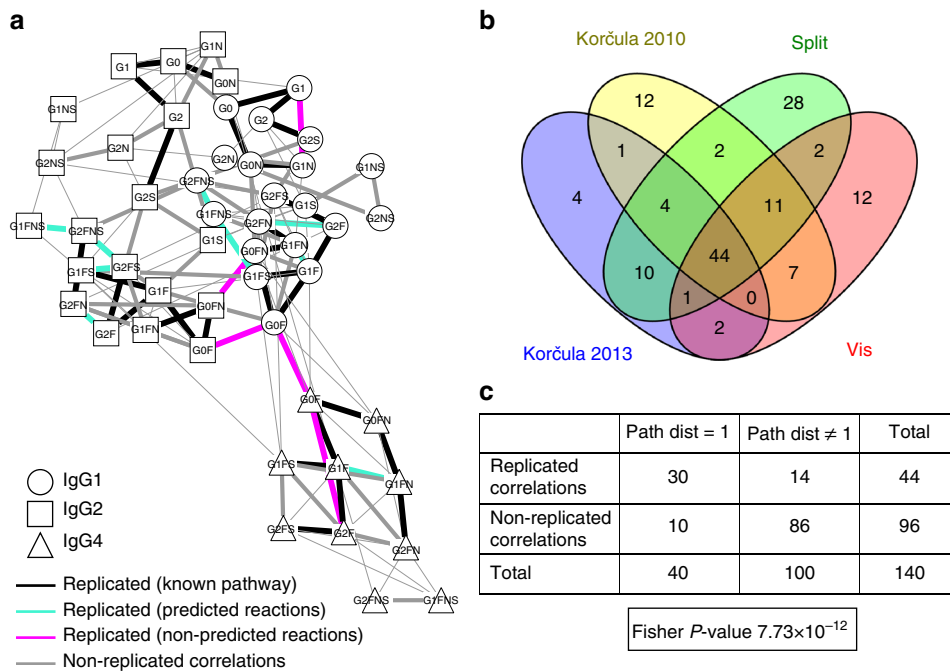 a
G1N
G0
G1
G0N
G1
G0
G1NS
G2
G2
G2S
G2N
G2NS
G2N
G0N
G1N
G1NS
G2FNS
G2S
G2FS
G1S
G1FNS
G2NS
G1FNS
G2FNS
G2FN
G2F
G1S
G1FN
G0FN
G2FS
G1FS
G1FS
G1F
G1F
G2FN
G0FN
G0F
G2F
G1FN
G0F
G0F
G0FN
G1FS
G1F
G1FN
G2FS
G2F
G2FN
G2FNS
G1FNS
IgG1
IgG2
IgG4
Replicated (known pathway)
Replicated (predicted reactions)
Replicated (non-predicted reactions)
Non-replicated correlations
b
Korčula 2010
Split
12
28
1
2
2
4
4
11
12
44
10
7
1
0
2
Korčula 2013
Vis
c
Path dist = 1 Path dist ≠ 1 Total
Replicated
correlations 30 14 44
Non-replicated
correlations 10 86 96
Total 40 100 140
Fisher P-value 7.73×10⁻¹²